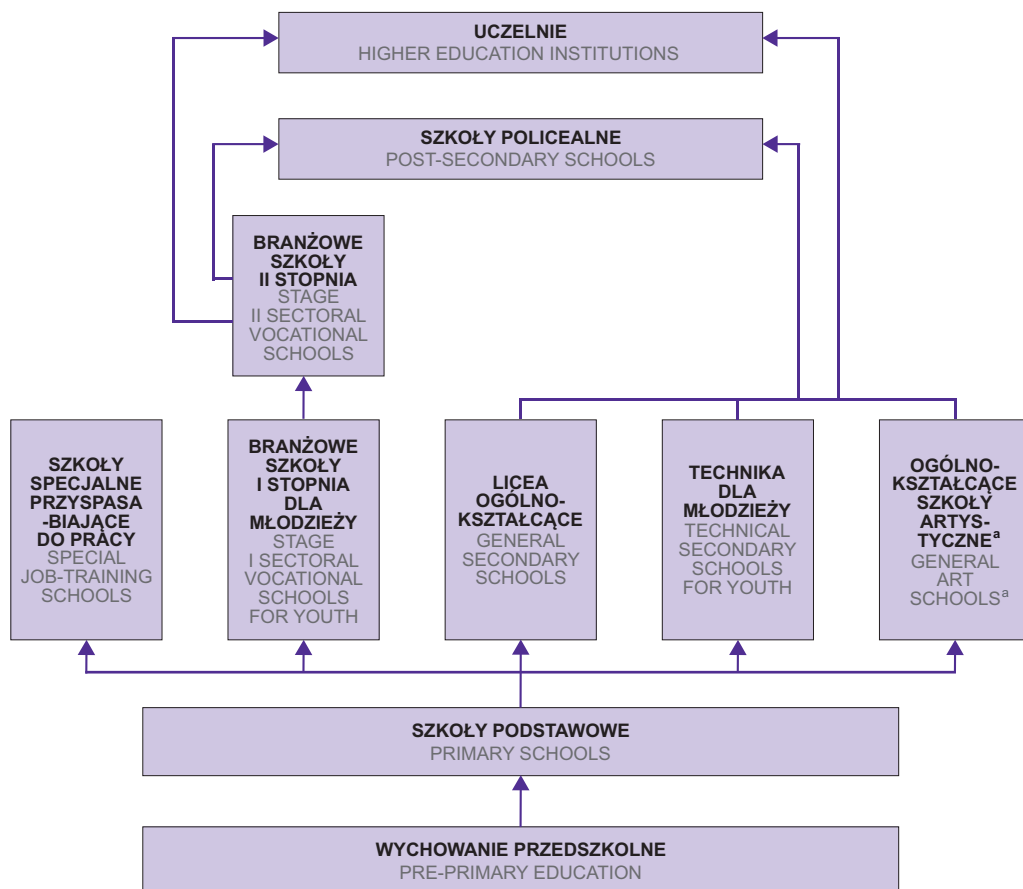 UCZELNIE
HIGHER EDUCATION INSTITUTIONS
SZKOŁY POLICEALNE
POST-SECONDARY SCHOOLS
BRANŻOWE
SZKOŁY
II STOPNIA
STAGE
II SECTORAL
VOCATIONAL
SCHOOLS
SZKOŁY
SPECJALNE
PRZYSPASA
-BIAJĄCE
DO PRACY
SPECIAL
JOB-TRAINING
SCHOOLS
BRANŻOWE
SZKOŁY
I STOPNIA
DLA
MŁODZIEŻY
STAGE
I SECTORAL
VOCATIONAL
SCHOOLS
FOR YOUTH
LICEA
OGÓLNO-
KSZTAŁCĄCE
GENERAL
SECONDARY
SCHOOLS
TECHNIKA
DLA
MŁODZIEŻY
TECHNICAL
SECONDARY
SCHOOLS
FOR YOUTH
OGÓLNO-
KSZTAŁCĄCE
SZKOŁY
ARTYS-
TYCZNEᵃ
GENERAL
ART
SCHOOLSᵃ
SZKOŁY PODSTAWOWE
PRIMARY SCHOOLS
WYCHOWANIE PRZEDSZKOLNE
PRE-PRIMARY EDUCATION